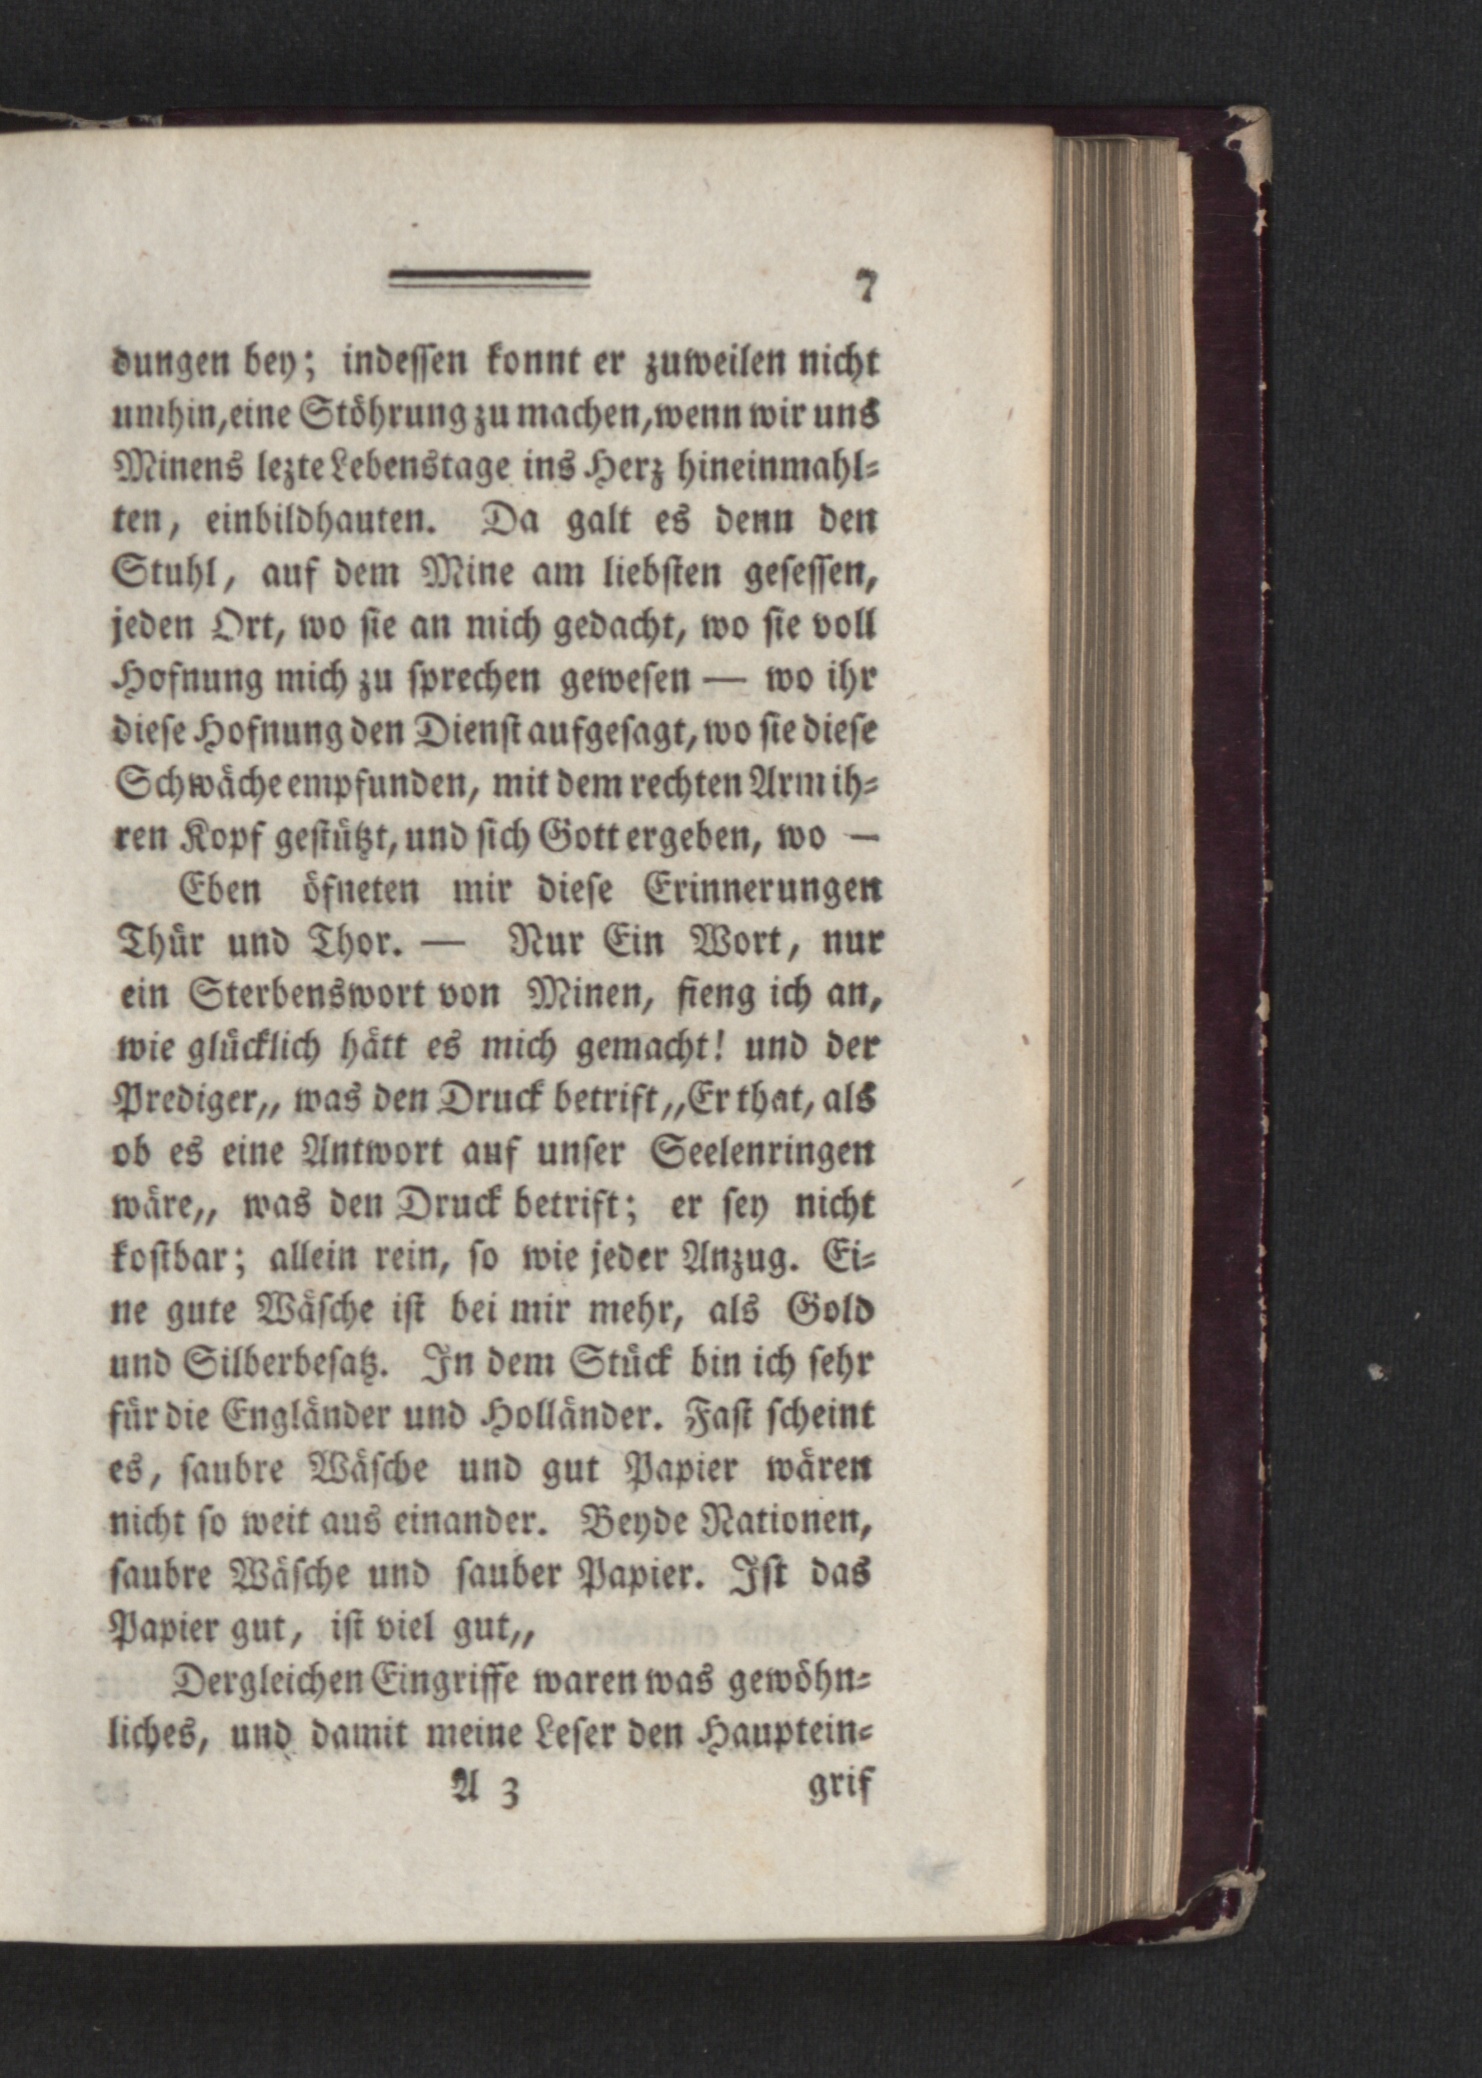 7
dungen bey; indeſſen konnt er zuweilen nicht
umhin, eine Stöhrung zu machen, wenn wir uns
Minens lezte Lebenstage ins Herz hineinmahl⸗
ten, einbildhauten. Da galt es denn den
Stuhl, auf dem Mine am liebſten geſeſſen,
jeden Ort, wo ſie an mich gedacht, wo ſie voll
Hofnung mich zu ſprechen geweſen — wo ihr
dieſe Hofnung den Dienſt aufgeſagt, wo ſie dieſe
Schwäche empfunden, mit dem rechten Arm ih⸗
ren Kopf geſtützt, und ſich Gott ergeben, wo —
Eben öfneten mir dieſe Erinnerungen
Thür und Thor. — Nur Ein Wort, nur
ein Sterbenswort von Minen, fieng ich an,
wie glücklich hätt es mich gemacht! und der
Prediger„ was den Druck betrift„ Er that, als
ob es eine Antwort auf unſer Seelenringen
wäre„ was den Druck betrift; er ſey nicht
koſtbar; allein rein, ſo wie jeder Anzug. Ei⸗
ne gute Wäſche iſt bei mir mehr, als Gold
und Silberbeſatz. In dem Stück bin ich ſehr
für die Engländer und Holländer. Faſt ſcheint
es, ſaubre Wäſche und gut Papier wären
nicht ſo weit aus einander. Beyde Nationen,
ſaubre Wäſche und ſauber Papier. Iſt das
Papier gut, iſt viel gut„
Dergleichen Eingriffe waren was gewöhn⸗
liches, und damit meine Leſer den Hauptein⸗
A 3 grif